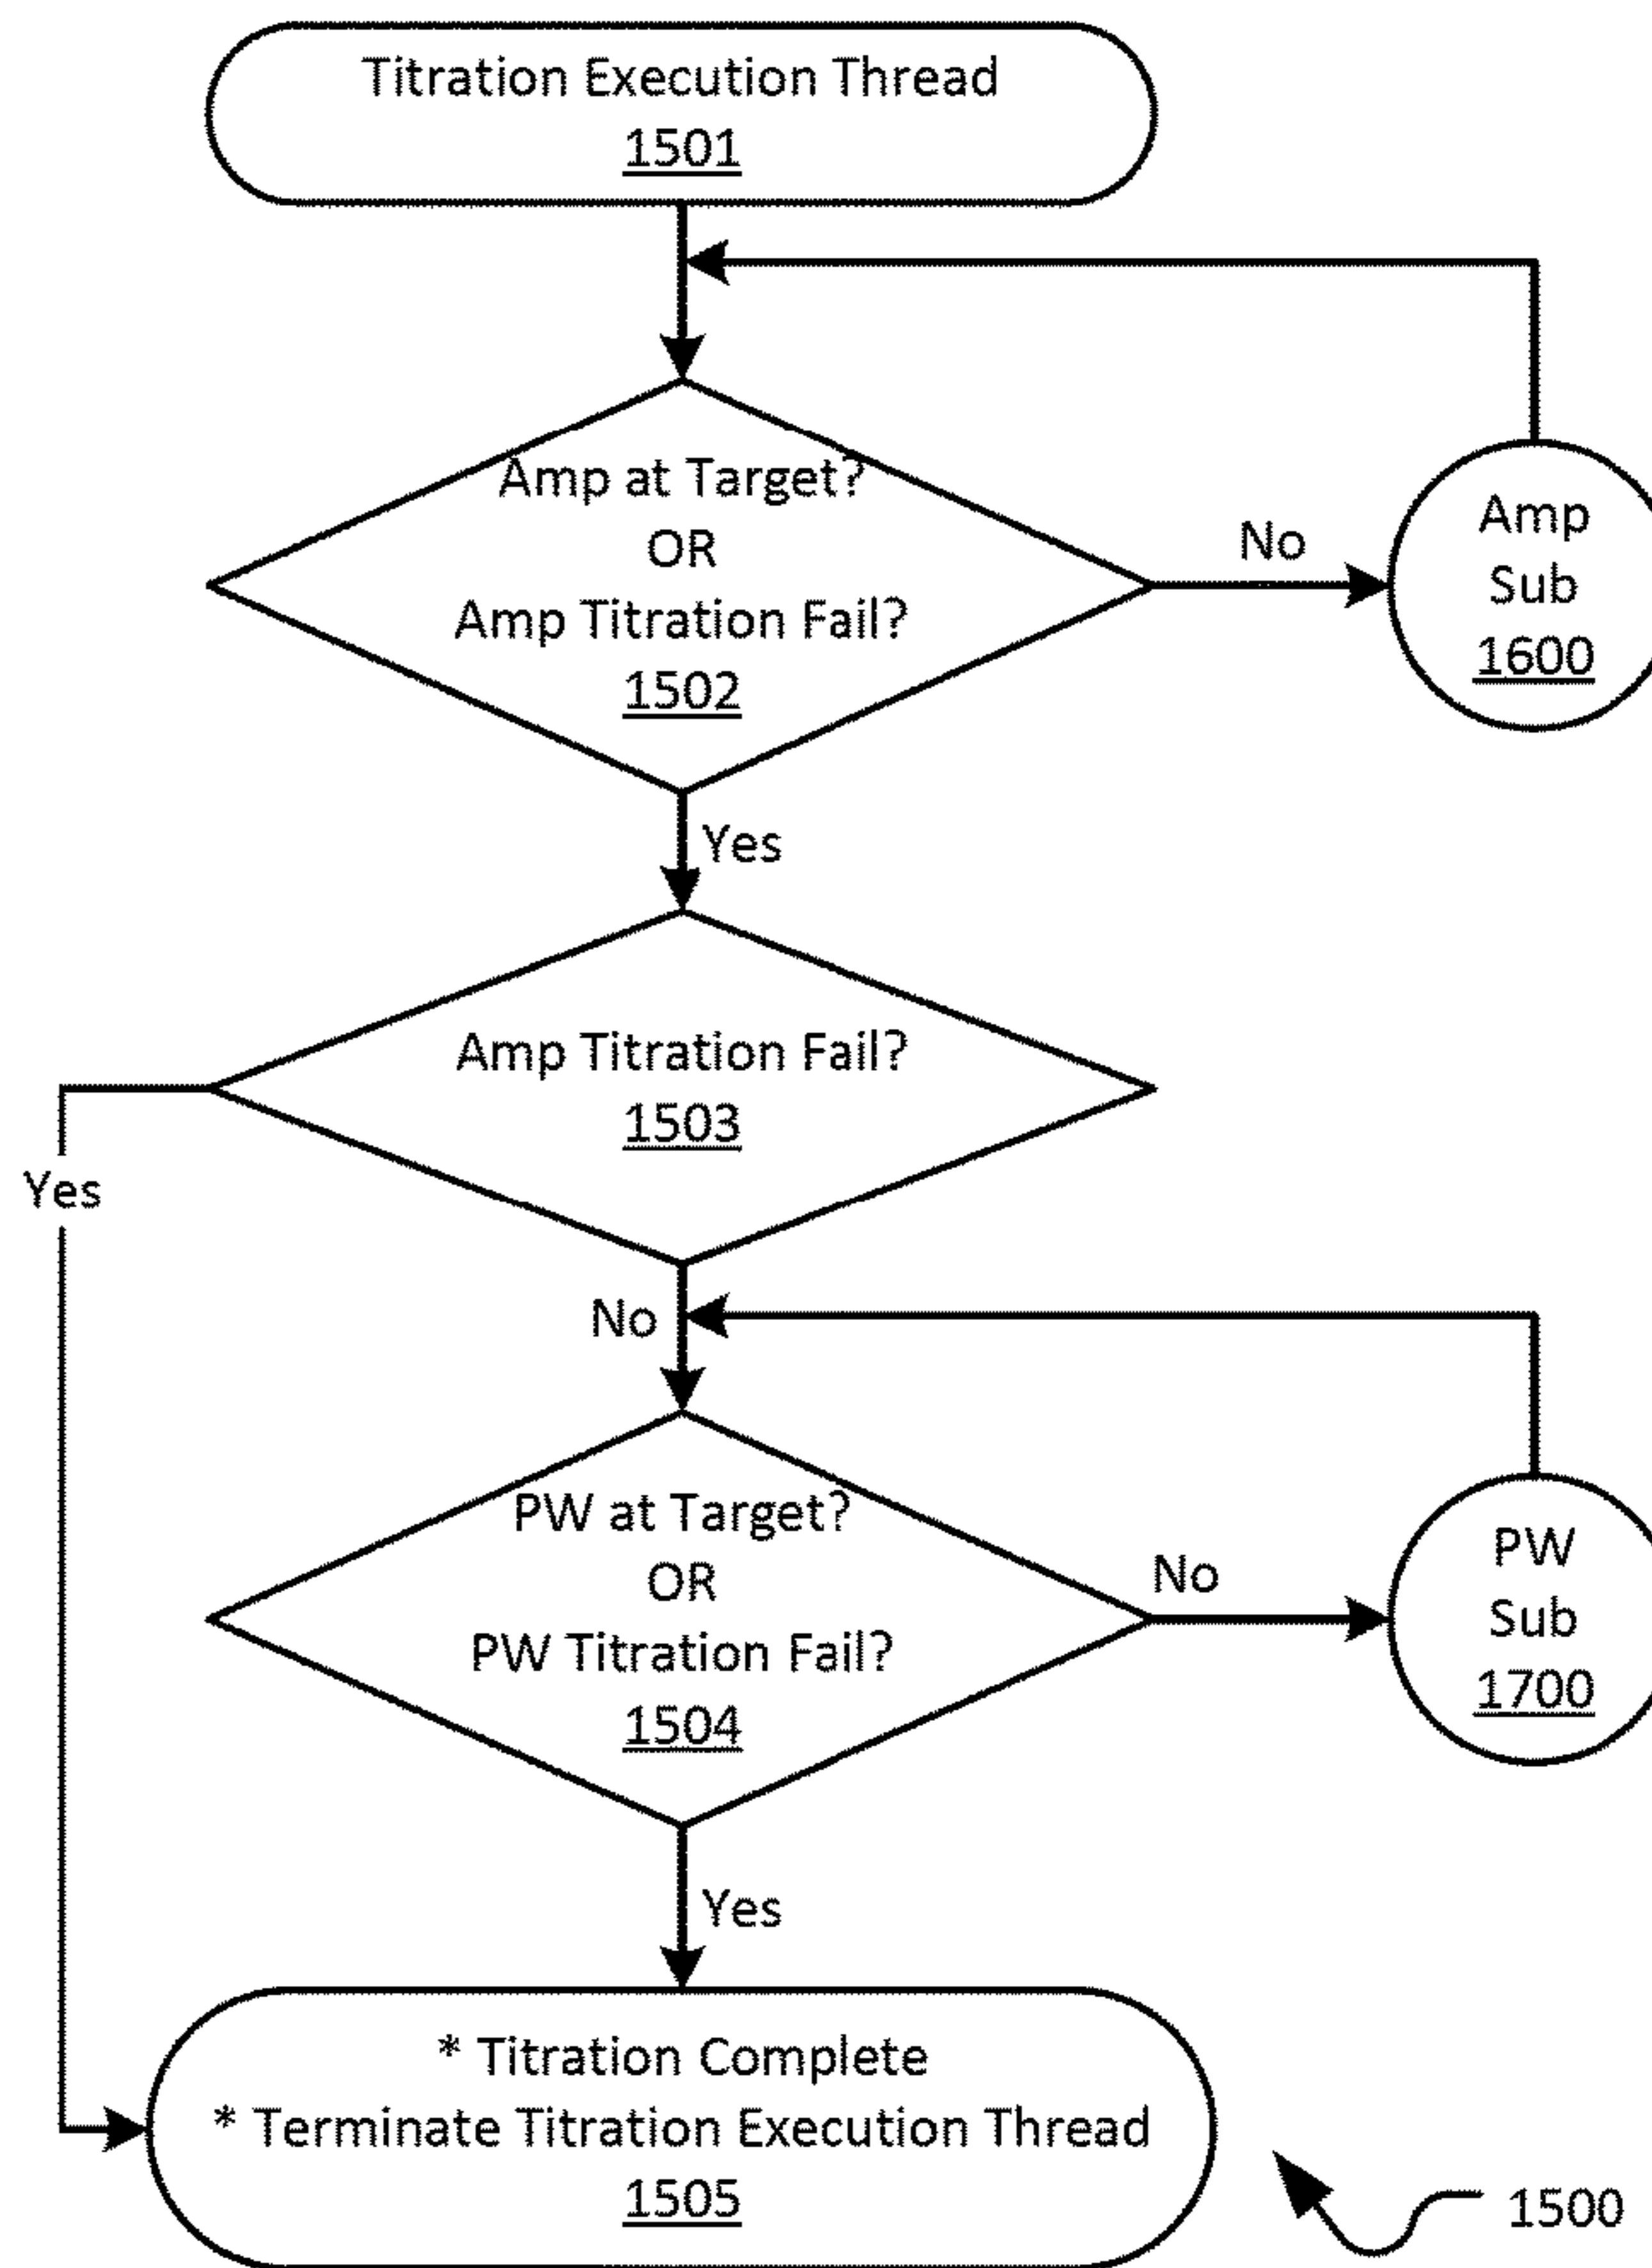 Titration Execution Thread
1501
Amp at Target?
OR
Amp Titration Fail?
1502
No
Amp
Sub
1600
Yes
Amp Titration Fail?
1503
Yes
No
PW at Target?
OR
PW Titration Fail?
1504
No
PW
Sub
1700
Yes
* Titration Complete
* Terminate Titration Execution Thread
1505
1500